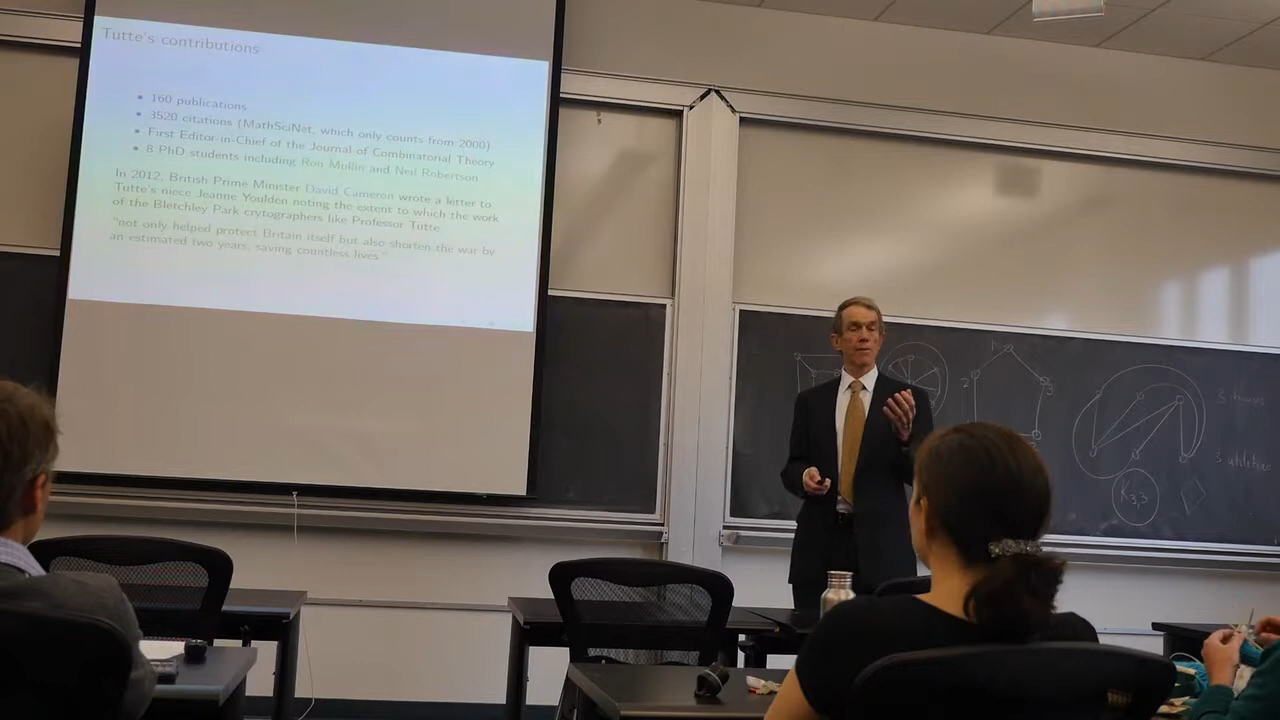 Tutte's contributions
• 160 publications
• 3520 citations (MathSciNet, which only counts from 2000)
• First Editor-in-Chief of the Journal of Combinatorial Theory
• 8 PhD students including Ron Mullin and Neil Robertson
In 2012, British Prime Minister David Cameron wrote a letter to
Tutte's niece Jeanne Youlden noting the extent to which the work
of the Bletchley Park crytographers like Professor Tutte
"not only helped protect Britain itself but also shorten the war by
an estimated two years, saving countless lives."
1
2 3
3 houses
3 utilities
K3,3